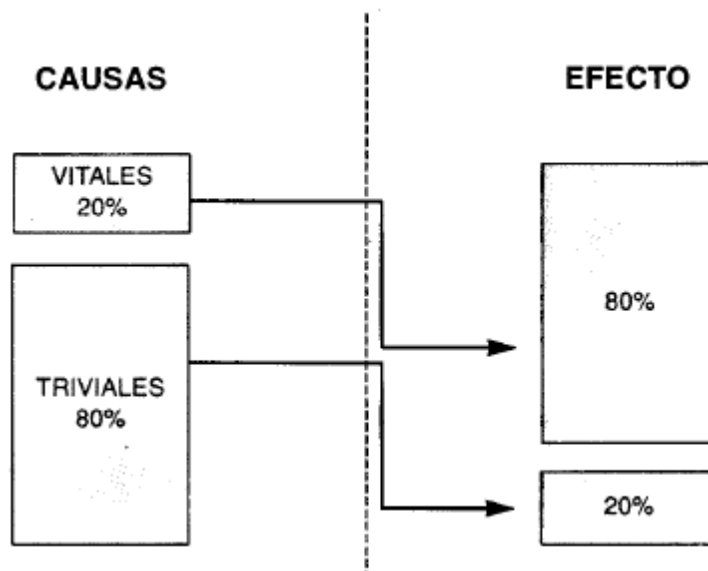 CAUSAS
EFECTO
VITALES
20%
TRIVIALES
80%
80%
20%